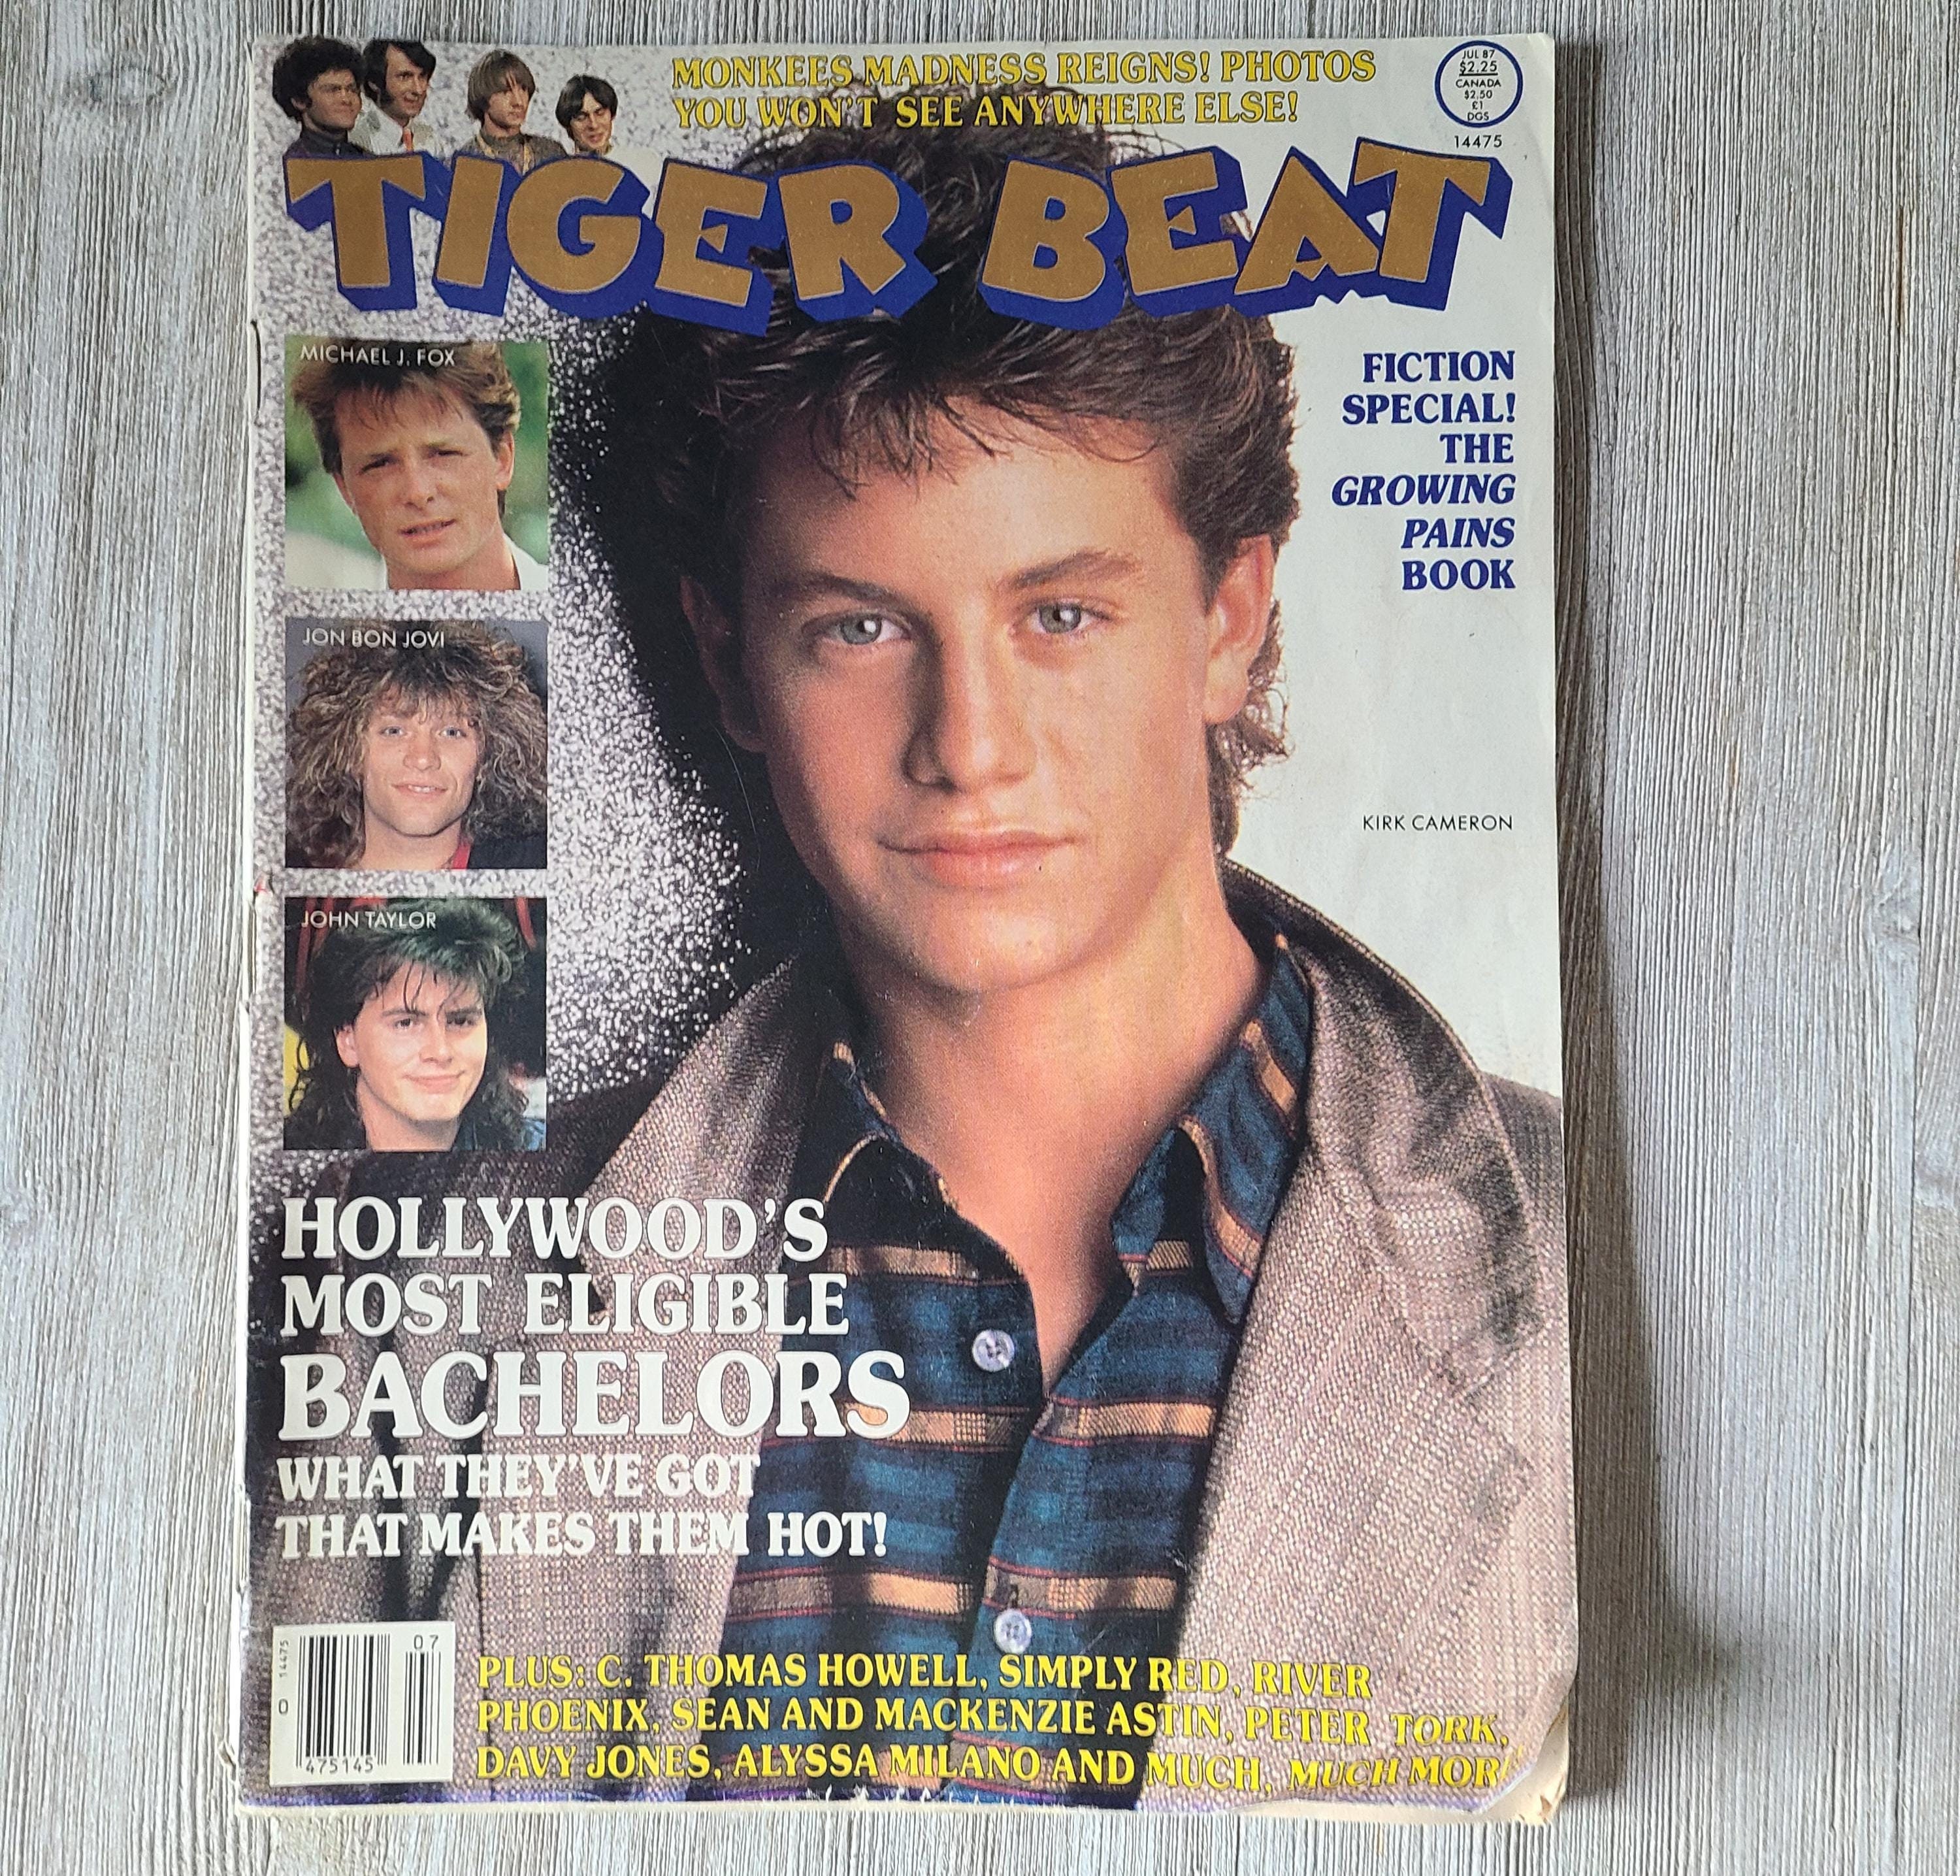 MONKEES MADNESS REIGNS! PHOTOS
YOU WON'T SEE ANYWHERE ELSE!
JUL 87
$2.25
CANADA
$2.50
£1
DGS
14475
TIGER BEAT
MICHAEL J. FOX
JON BON JOVI
JOHN TAYLOR
FICTION
SPECIAL!
THE
GROWING
PAINS
BOOK
KIRK CAMERON
HOLLYWOOD'S
MOST ELIGIBLE
BACHELORS
WHAT THEY'VE GOT
THAT MAKES THEM HOT!
PLUS: C. THOMAS HOWELL, SIMPLY RED, RIVER
PHOENIX, SEAN AND MACKENZIE ASTIN, PETER TORK,
DAVY JONES, ALYSSA MILANO AND MUCH, MUCH MOR
0 14475
07
475145